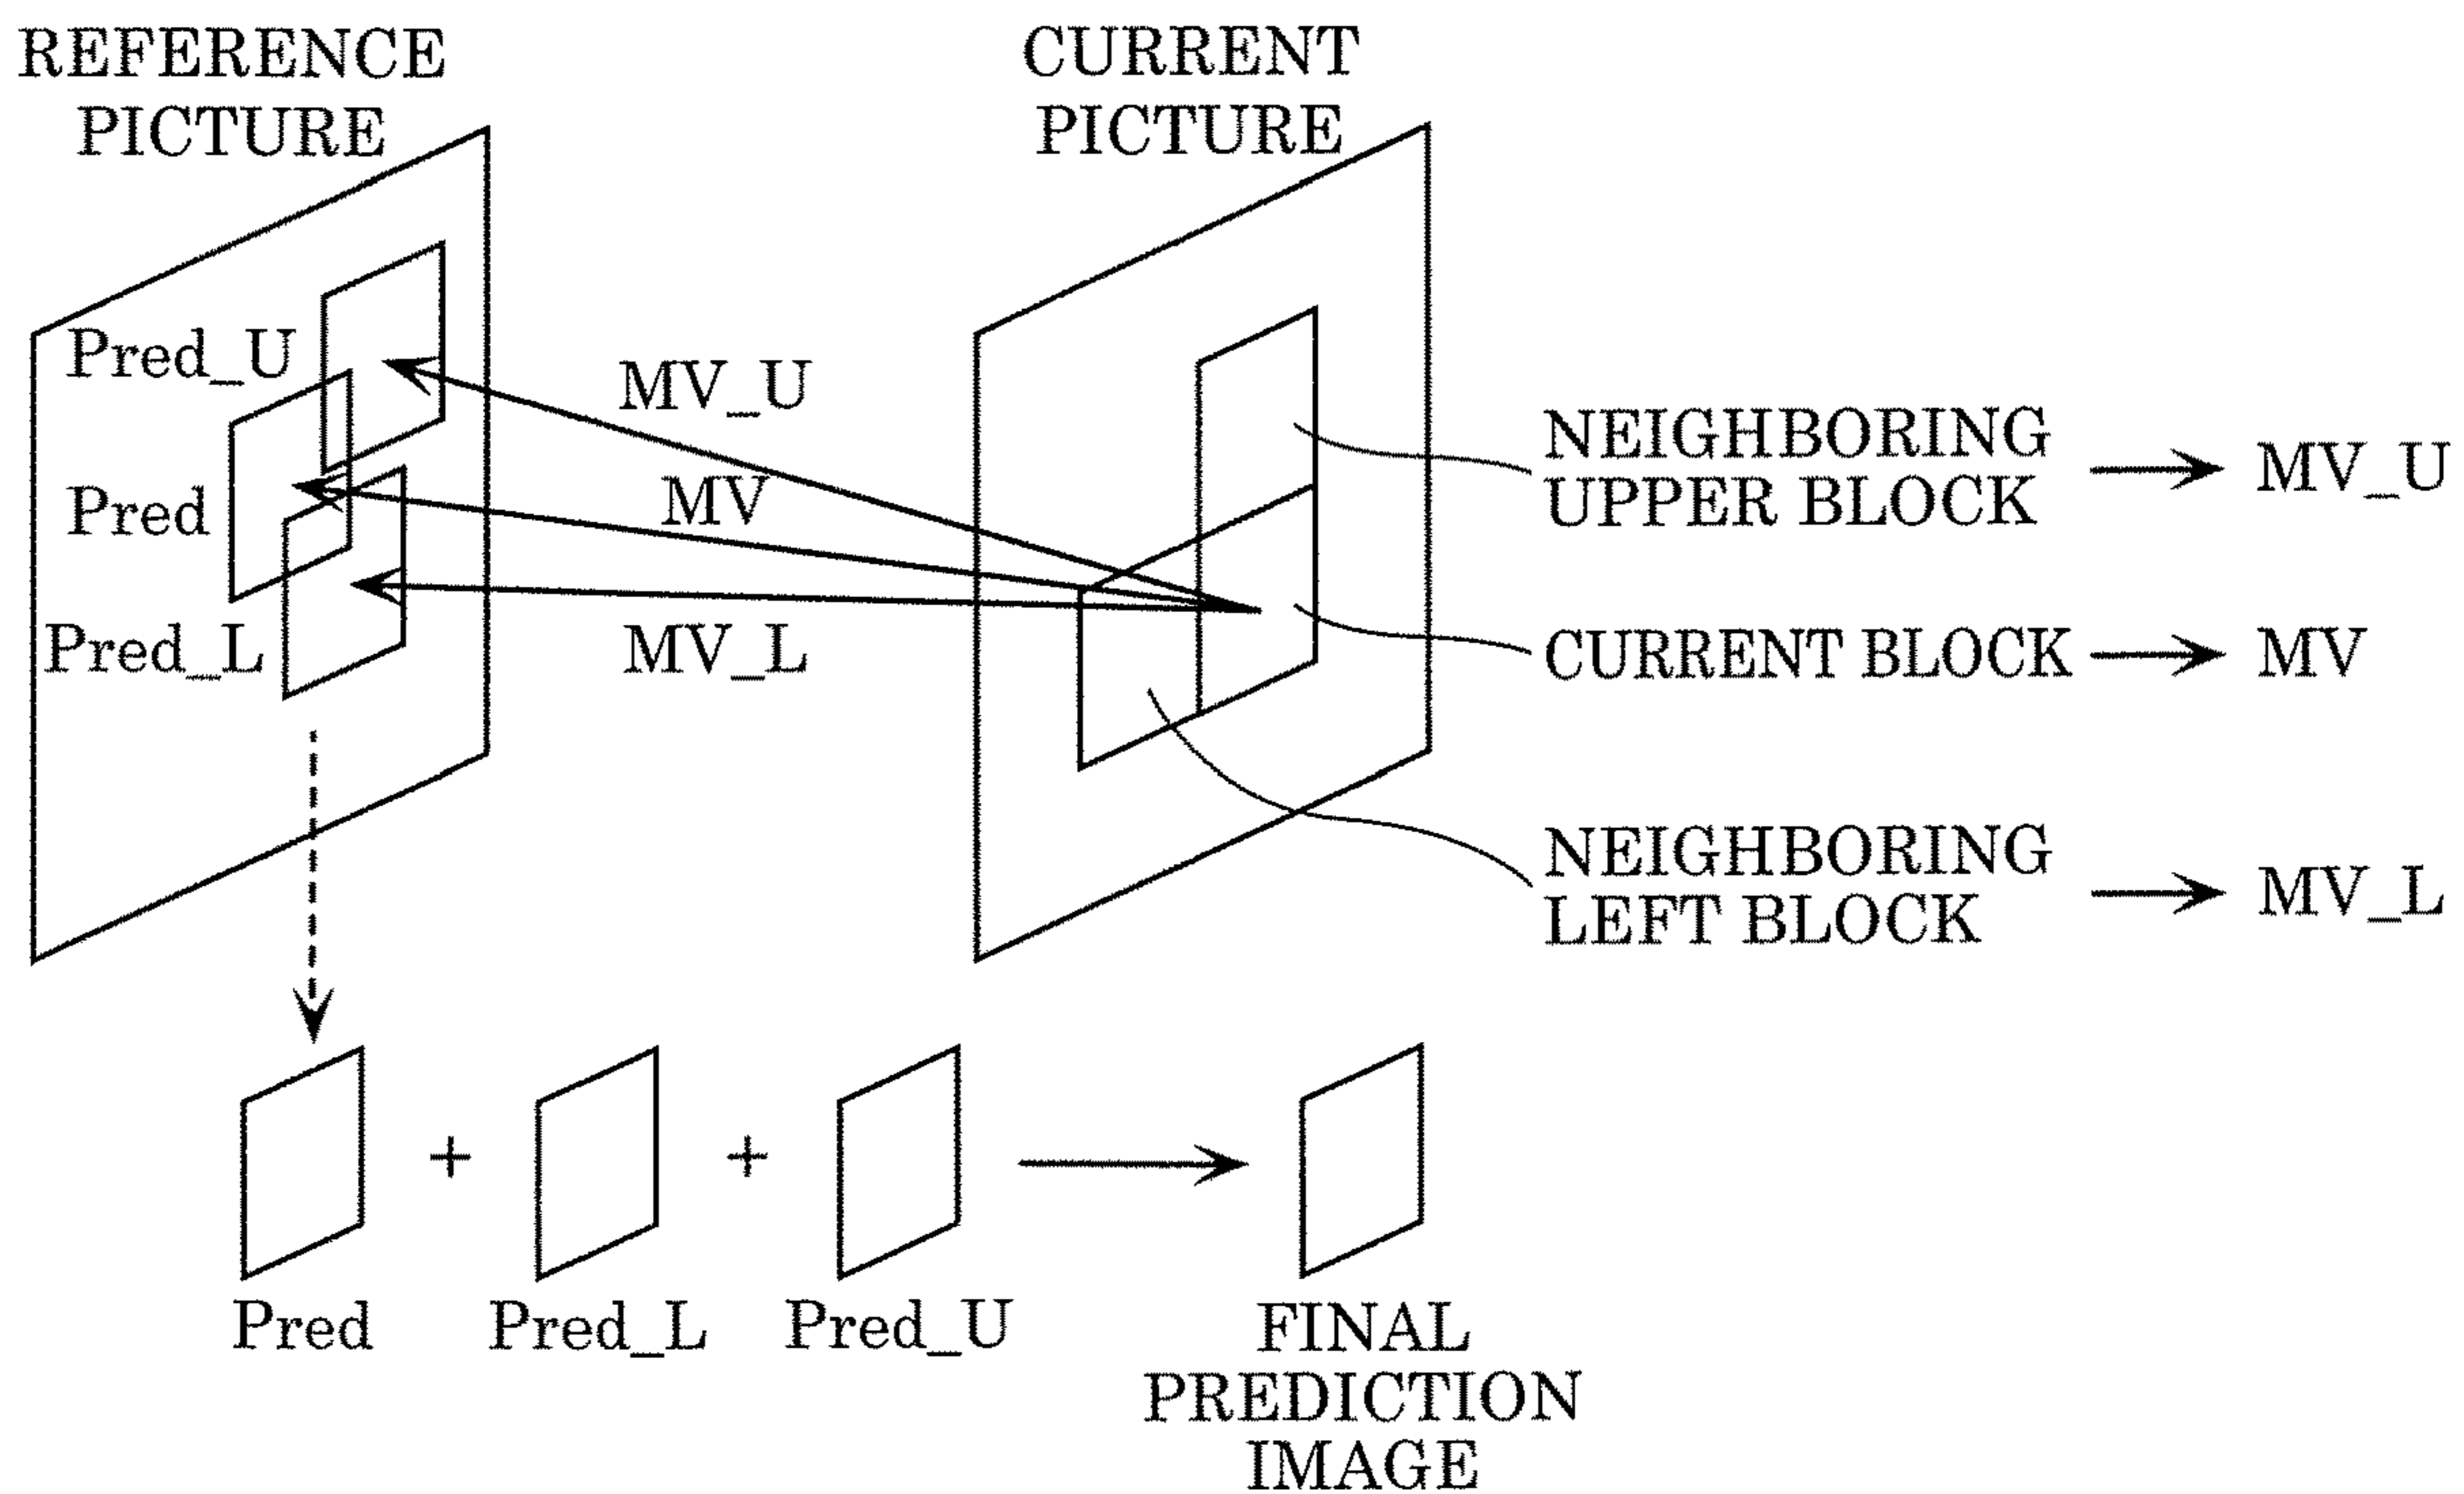 REFERENCE
PICTURE
CURRENT
PICTURE
Pred_U
Pred
Pred_L
MV_U
MV
MV_L
NEIGHBORING
UPPER BLOCK
MV_U
CURRENT BLOCK
MV
NEIGHBORING
LEFT BLOCK
MV_L
Pred + Pred_L + Pred_U
FINAL
PREDICTION
IMAGE